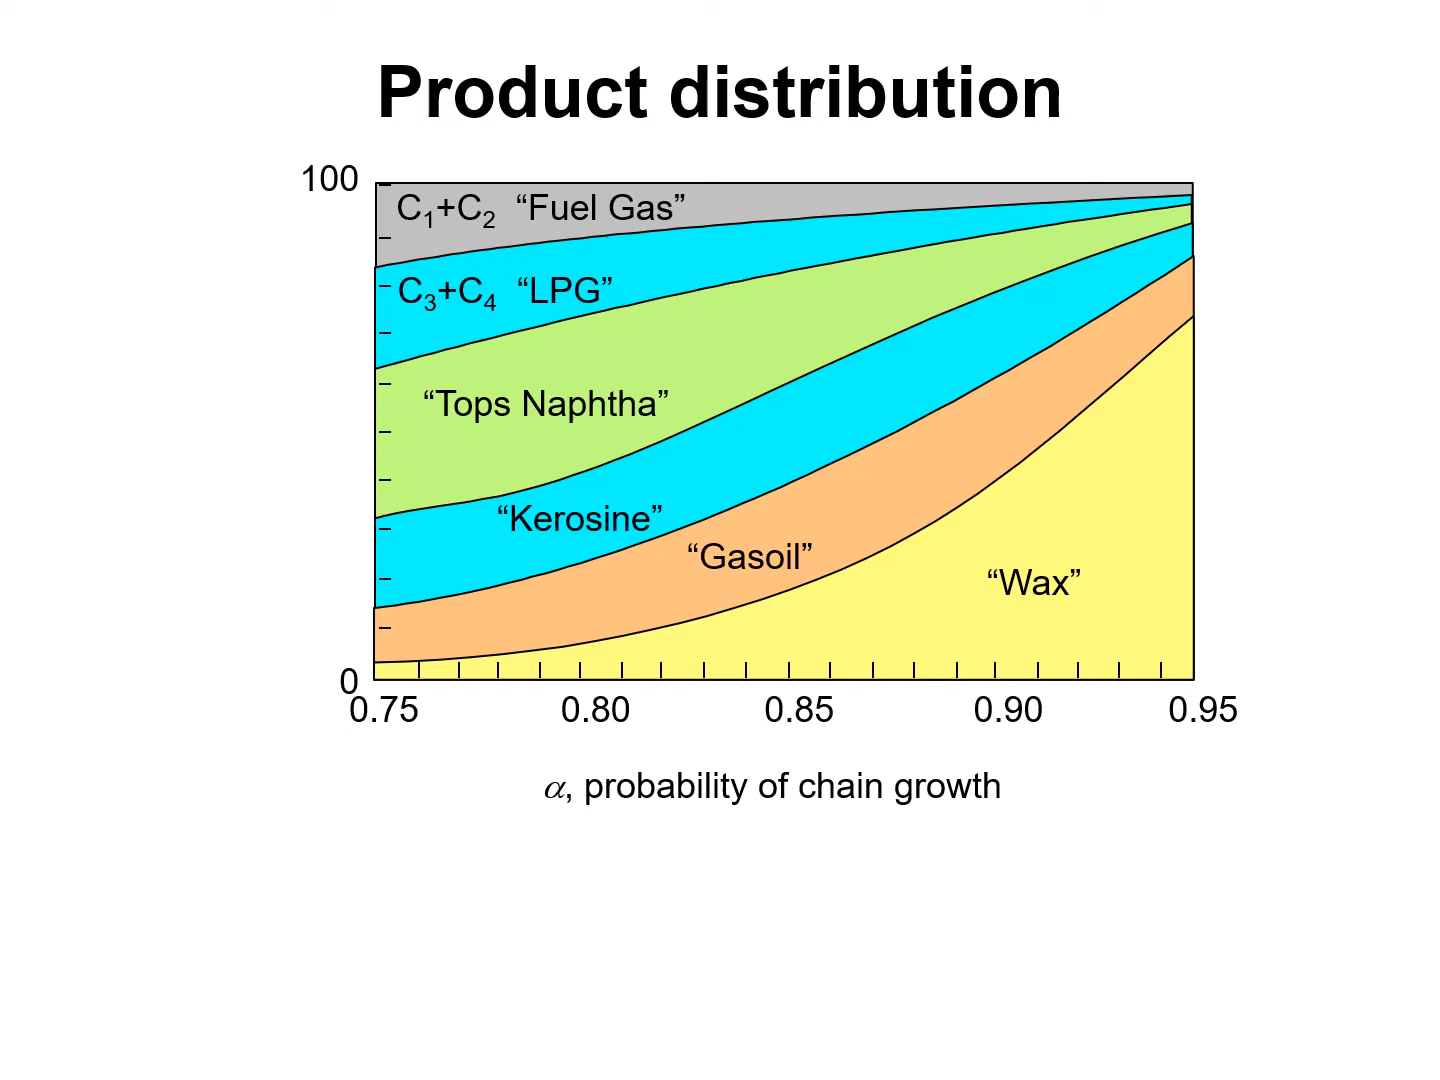 Product distribution
100
C₁+C₂ “Fuel Gas”
C₃+C₄ “LPG”
“Tops Naphtha”
“Kerosine”
“Gasoil”
“Wax”
0
0.75 0.80 0.85 0.90 0.95
α, probability of chain growth